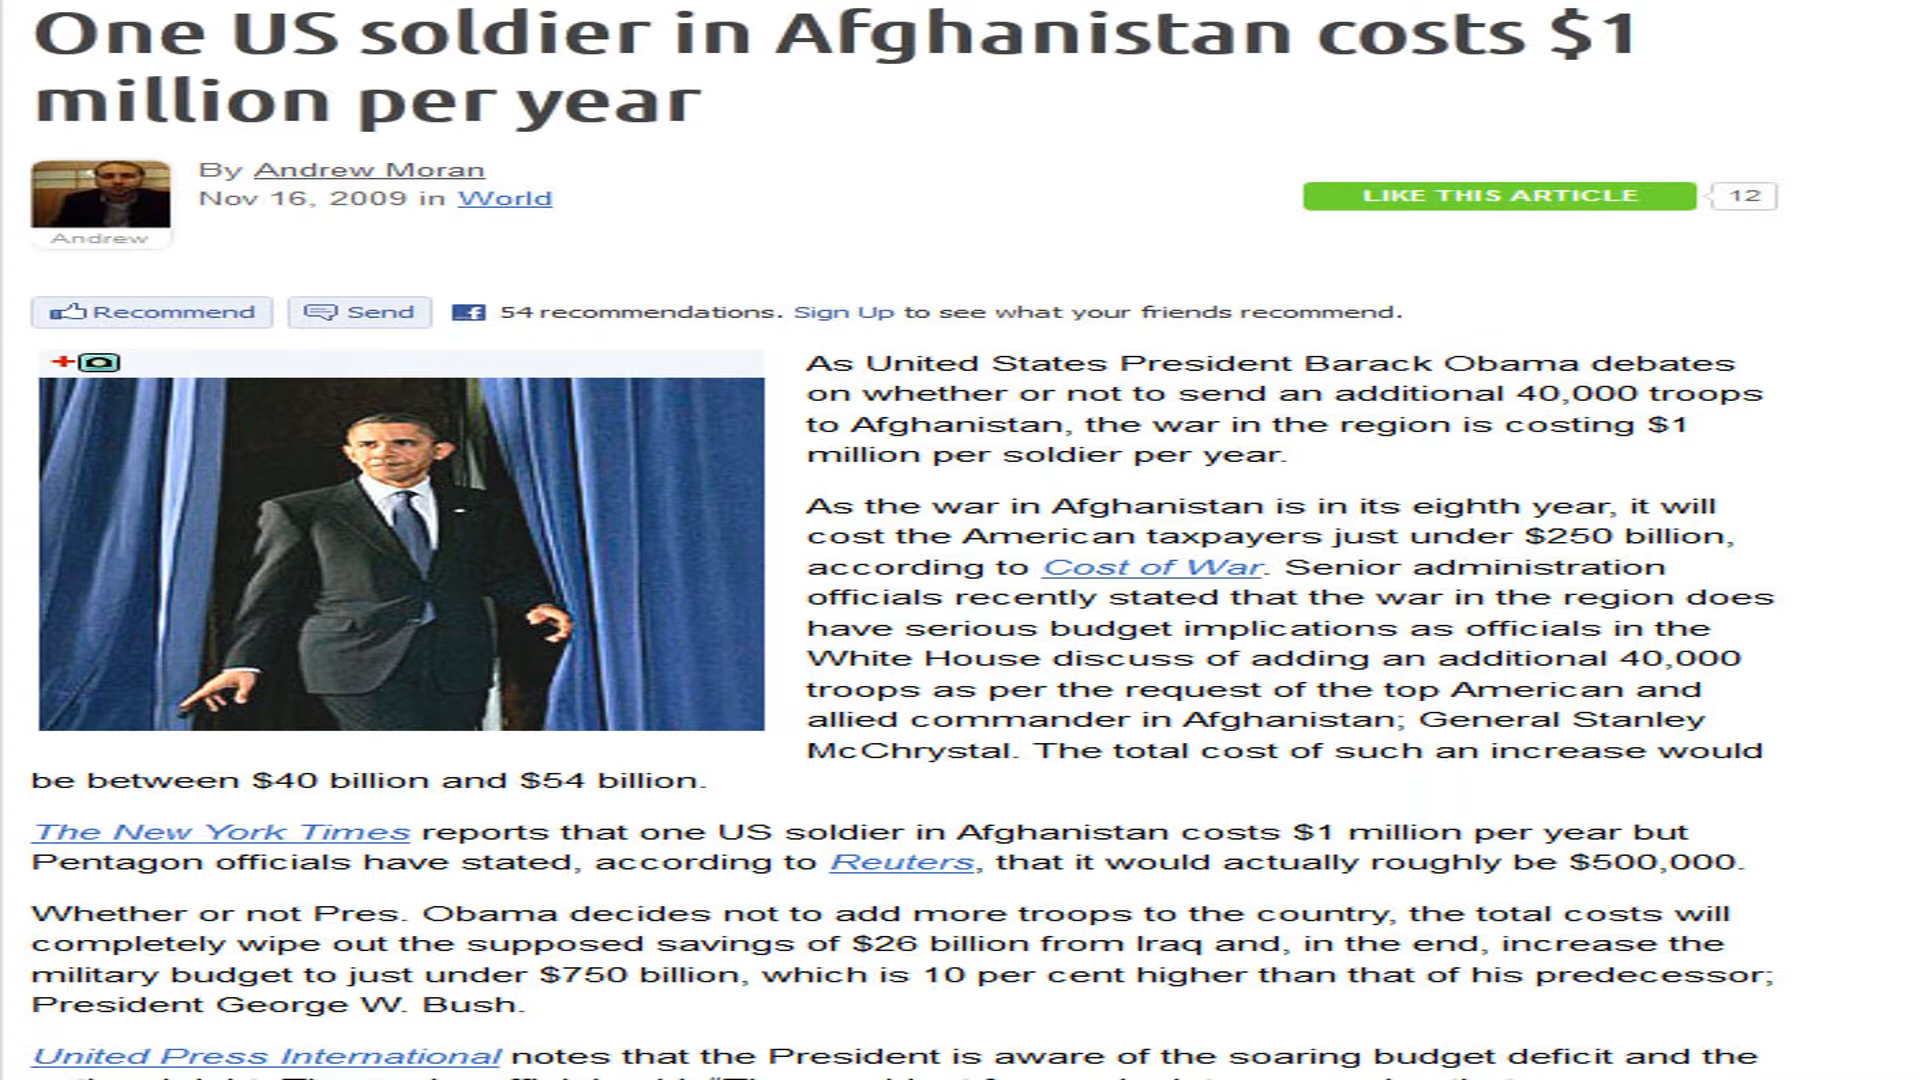 One US soldier in Afghanistan costs $1
million per year
By Andrew Moran
Nov 16, 2009 in World
LIKE THIS ARTICLE
12
Andrew
Recommend
Send
54 recommendations. Sign Up to see what your friends recommend.
As United States President Barack Obama debates
on whether or not to send an additional 40,000 troops
to Afghanistan, the war in the region is costing $1
million per soldier per year.
As the war in Afghanistan is in its eighth year, it will
cost the American taxpayers just under $250 billion,
according to Cost of War. Senior administration
officials recently stated that the war in the region does
have serious budget implications as officials in the
White House discuss of adding an additional 40,000
troops as per the request of the top American and
allied commander in Afghanistan; General Stanley
McChrystal. The total cost of such an increase would
be between $40 billion and $54 billion.
The New York Times reports that one US soldier in Afghanistan costs $1 million per year but
Pentagon officials have stated, according to Reuters, that it would actually roughly be $500,000.
Whether or not Pres. Obama decides not to add more troops to the country, the total costs will
completely wipe out the supposed savings of $26 billion from Iraq and, in the end, increase the
military budget to just under $750 billion, which is 10 per cent higher than that of his predecessor;
President George W. Bush.
United Press International notes that the President is aware of the soaring budget deficit and the